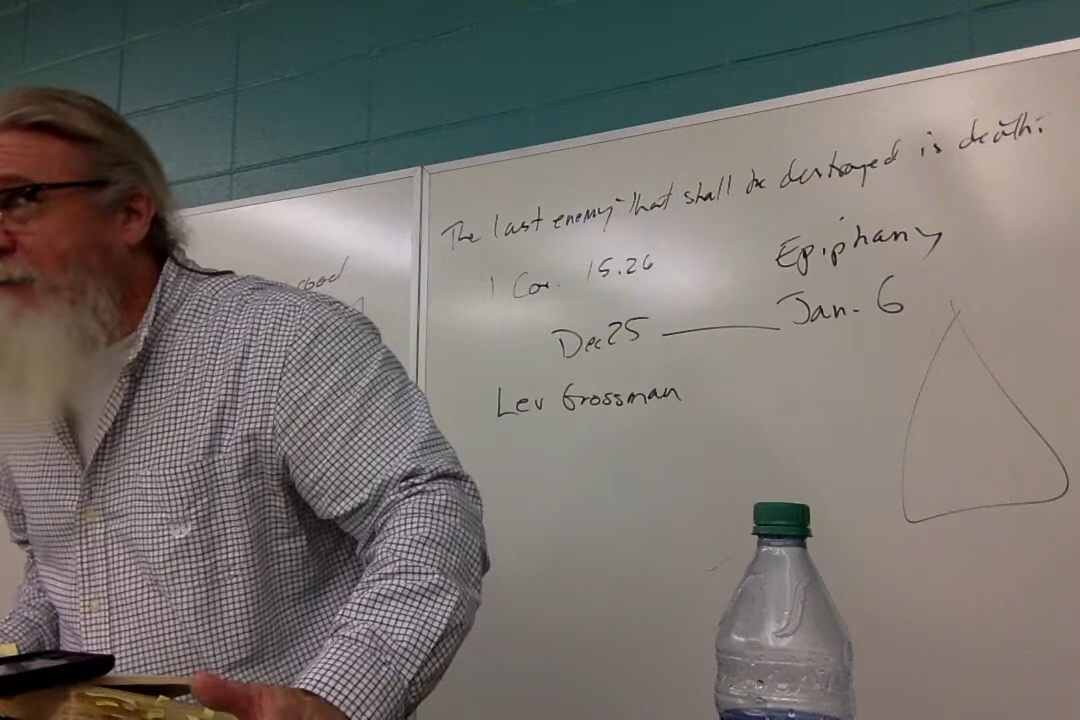 The last enemy that shall be destroyed is death.
1 Cor. 15.26
Epiphany
Dec 25 — Jan. 6
Lev Grossman